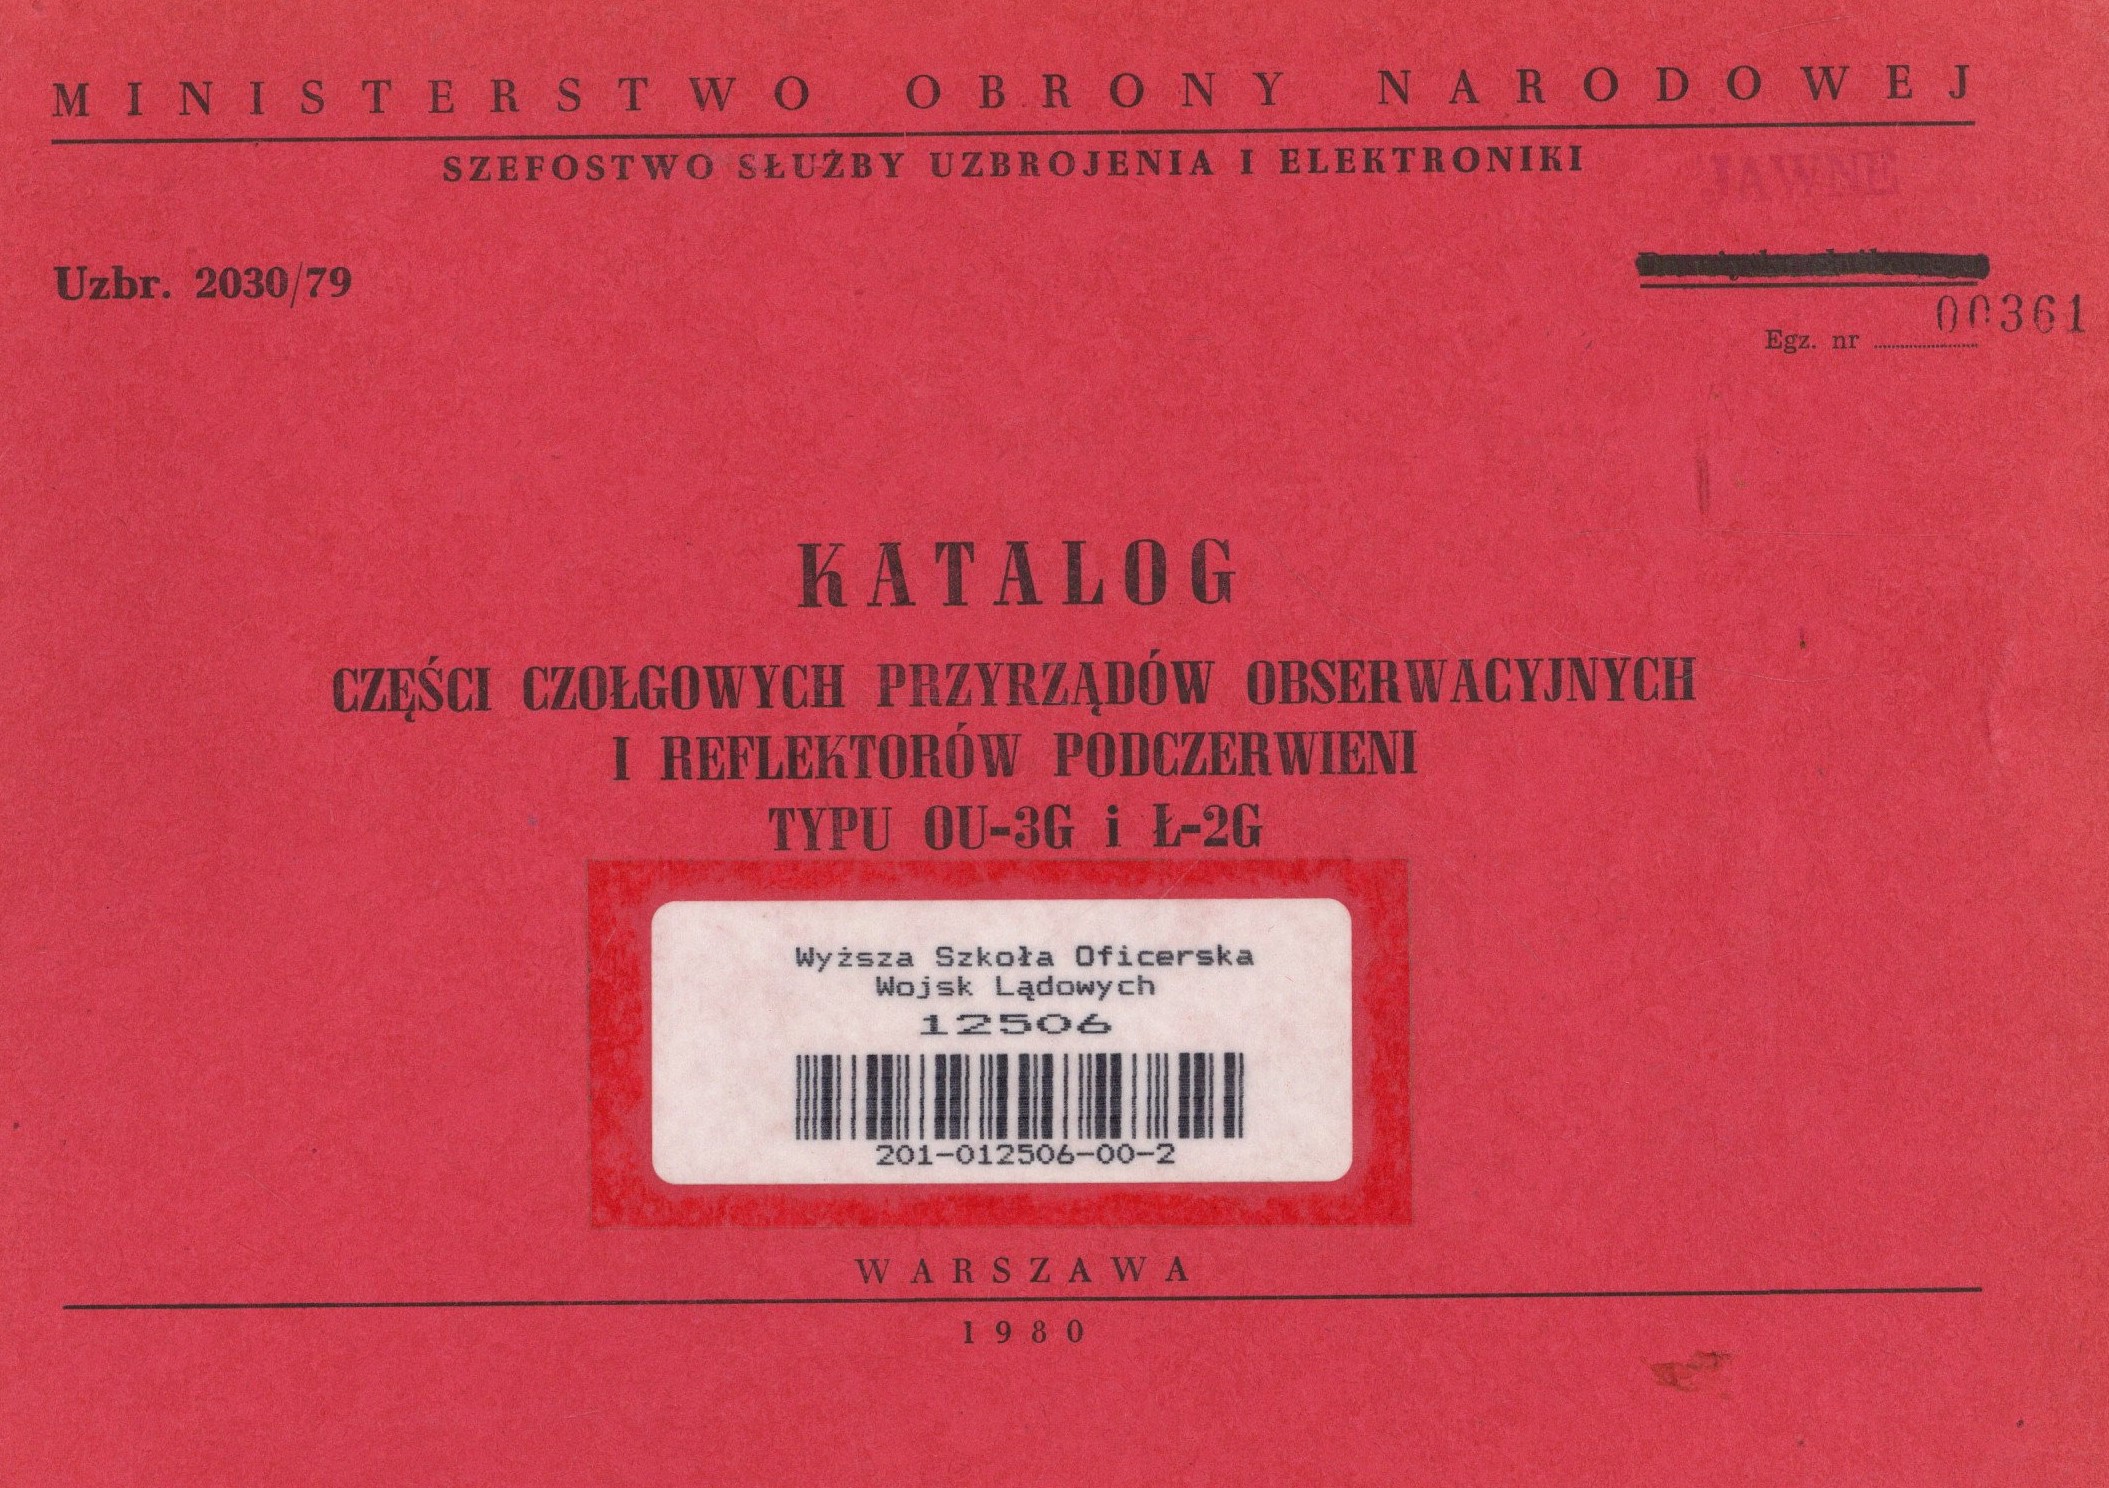 MINISTERSTWO OBRONY NARODOWEJ
SZEFOSTWO SŁUŻBY UZBROJENIA I ELEKTRONIKI
JAWNE
Uzbr. 2030/79
00361
Egz. nr
KATALOG
CZĘŚCI CZOŁGOWYCH PRZYRZĄDÓW OBSERWACYJNYCH
I REFLEKTORÓW PODCZERWIENI
TYPU OU-3G i Ł-2G
Wyższa Szkoła Oficerska
Wojsk Lądowych
12506
201-012506-00-2
WARSZAWA
1980